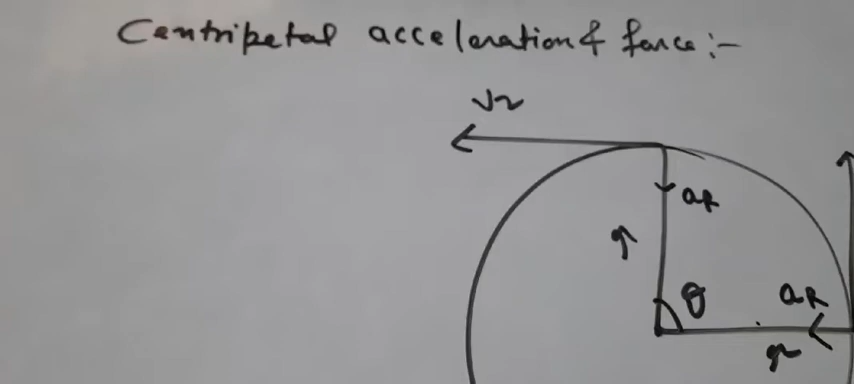 Centripetal acceleration & force :-
v2
aR
r
θ
aR
r